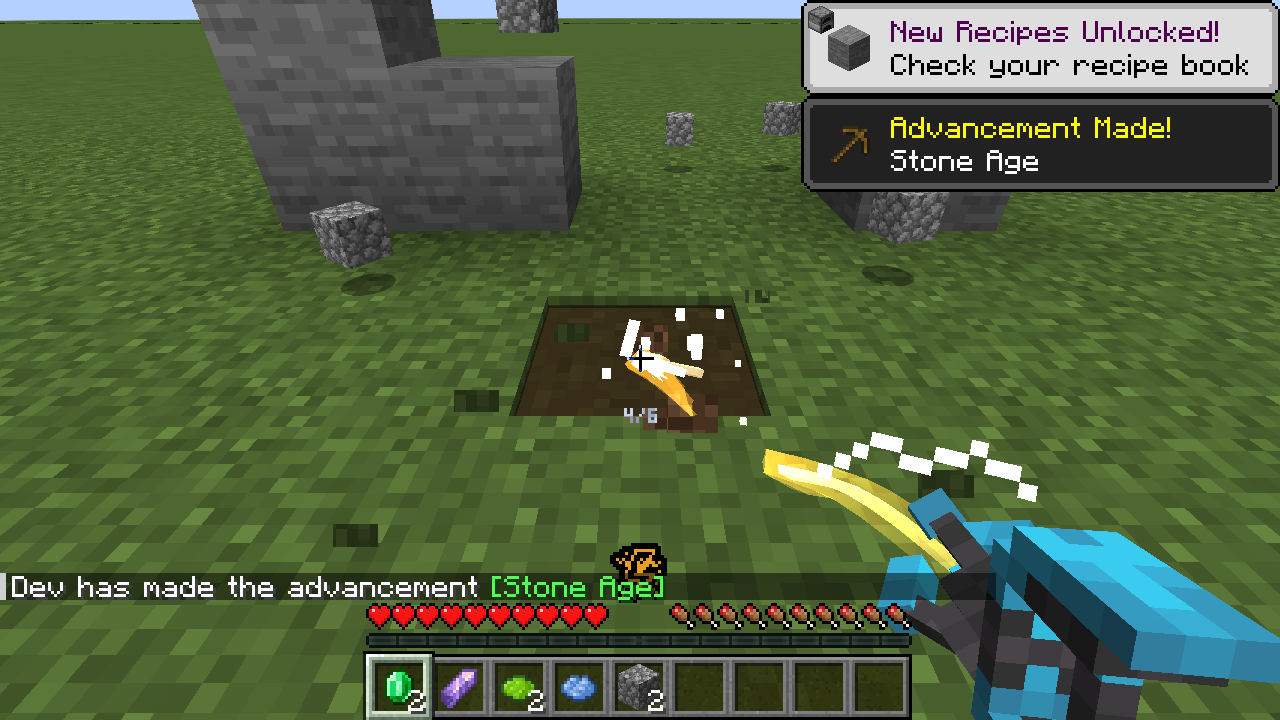 New Recipes Unlocked!
Check your recipe book
Advancement Made!
Stone Age
4/6
Dev has made the advancement [Stone Age]
2
2
2